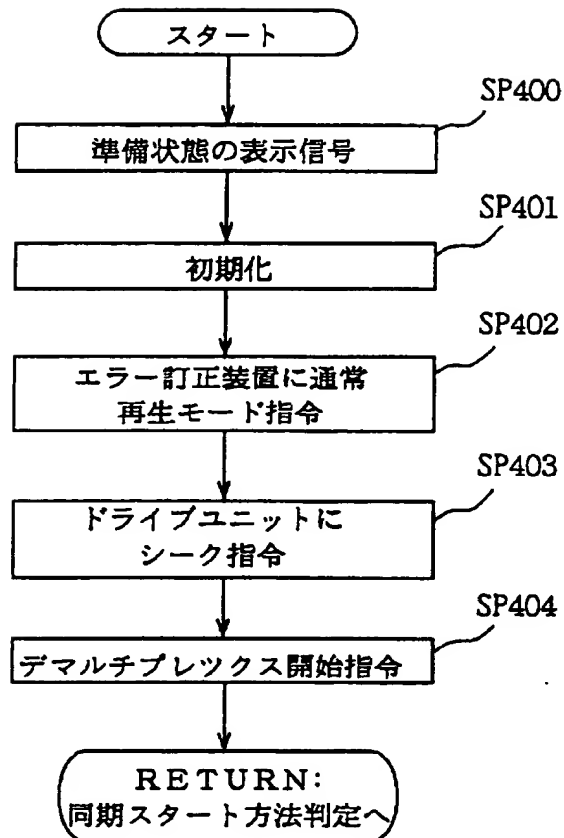 スタート
SP400
準備状態の表示信号
SP401
初期化
SP402
エラー訂正装置に通常
再生モード指令
SP403
ドライブユニットに
シーク指令
SP404
デマルチプレツクス開始指令
RETURN:
同期スタート方法判定へ